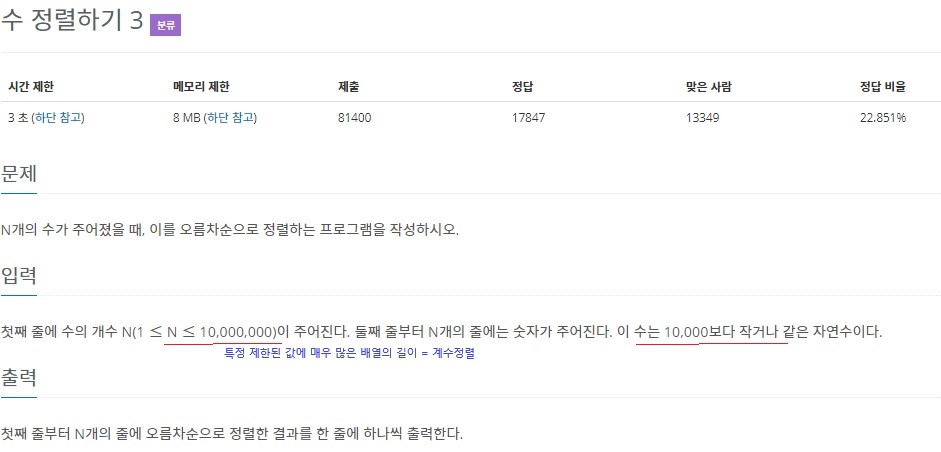 수 정렬하기 3 분류
시간 제한 메모리 제한 제출 정답 맞은 사람 정답 비율
3 초 (하단 참고) 8 MB (하단 참고) 81400 17847 13349 22.851%
문제
N개의 수가 주어졌을 때, 이를 오름차순으로 정렬하는 프로그램을 작성하시오.
입력
첫째 줄에 수의 개수 N(1 ≤ N ≤ 10,000,000)이 주어진다. 둘째 줄부터 N개의 줄에는 숫자가 주어진다. 이 수는 10,000보다 작거나 같은 자연수이다.
특정 제한된 값에 매우 많은 배열의 길이 = 계수정렬
출력
첫째 줄부터 N개의 줄에 오름차순으로 정렬한 결과를 한 줄에 하나씩 출력한다.